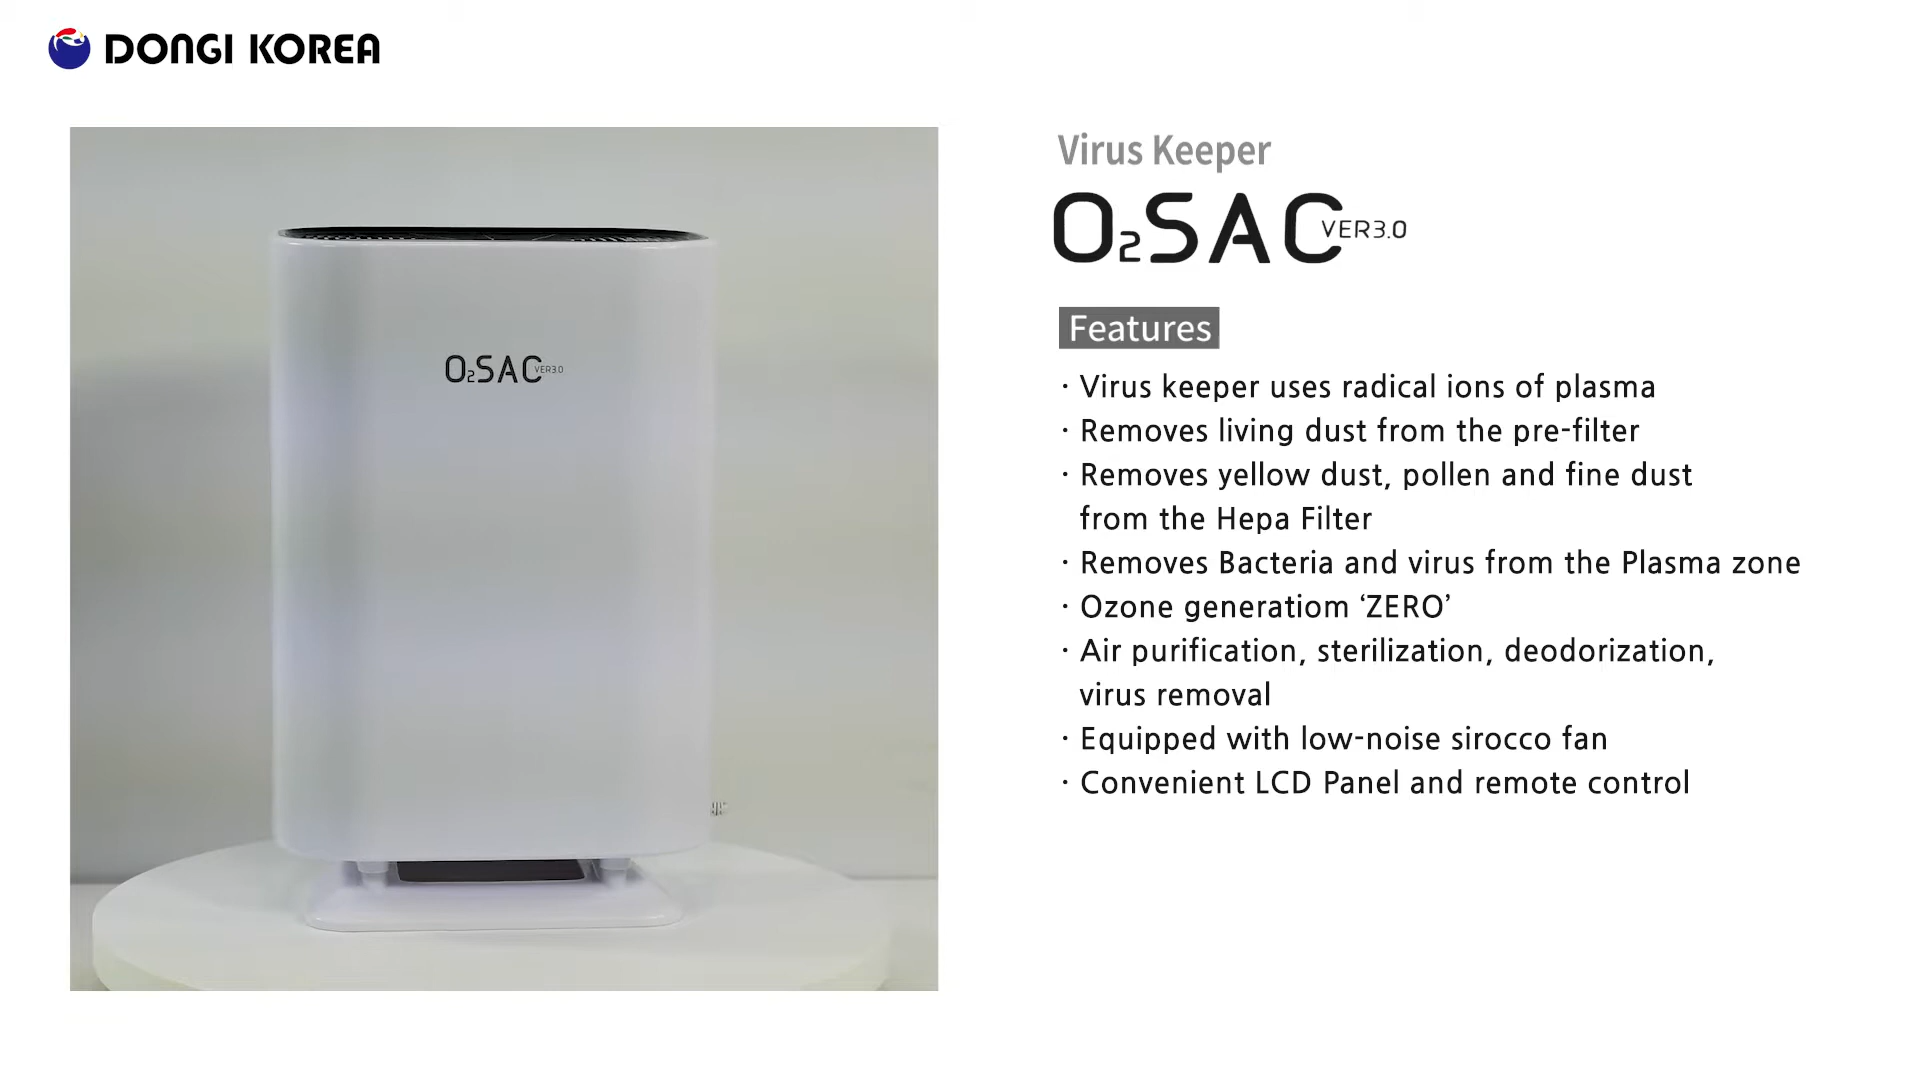 DONGI KOREA
Virus Keeper
O₂SAC VER3.0
Features
· Virus keeper uses radical ions of plasma
· Removes living dust from the pre-filter
· Removes yellow dust, pollen and fine dust
from the Hepa Filter
· Removes Bacteria and virus from the Plasma zone
· Ozone generatiom ‘ZERO’
· Air purification, sterilization, deodorization,
virus removal
· Equipped with low-noise sirocco fan
· Convenient LCD Panel and remote control
O₂SAC VER3.0